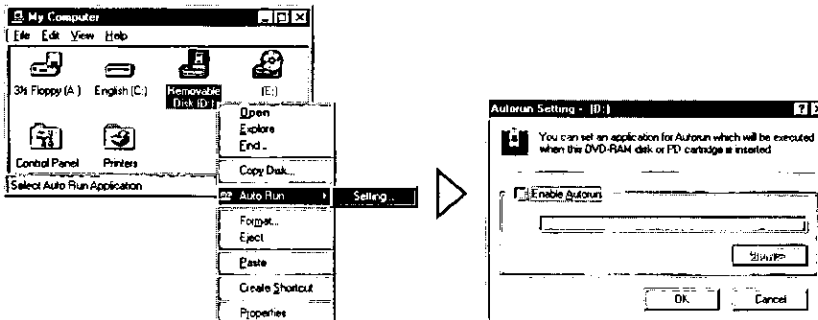 My Computer
File Edit View Help
3½ Floppy (A:)
English (C:)
Removable
Disk (D:)
(E:)
Control Panel
Printers
Select Auto Run Application
Open
Explore
Find...
Copy Disk...
Auto Run
Setting...
Format...
Eject
Paste
Create Shortcut
Properties
Autorun Setting - (D:)
You can set an application for Autorun which will be executed
when this DVD-RAM disk or PD cartridge is inserted
Enable Autorun
Browse
OK
Cancel